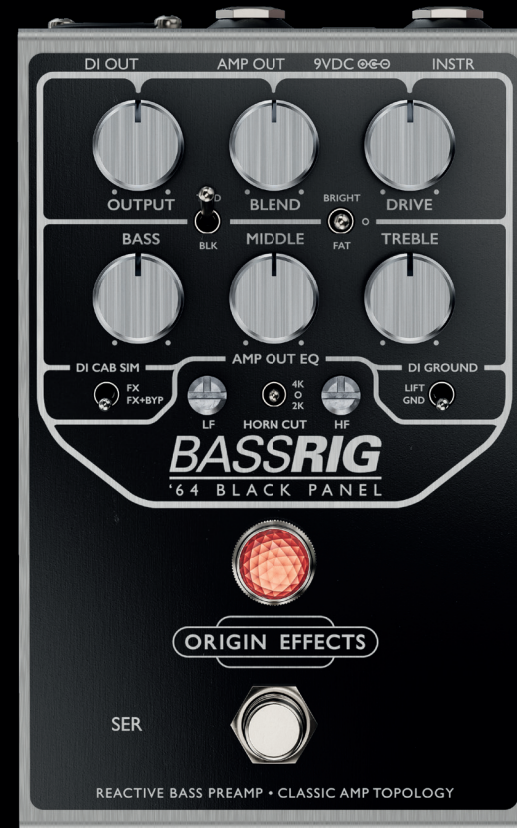 DI OUT AMP OUT 9VDC INSTR
OUTPUT BLEND BRIGHT DRIVE
BLK FAT
BASS MIDDLE TREBLE
DI CAB SIM AMP OUT EQ DI GROUND
FX 4K LIFT
FX+BYP O GND
2K
LF HORN CUT HF
BASSRIG
'64 BLACK PANEL
ORIGIN EFFECTS
SER
REACTIVE BASS PREAMP • CLASSIC AMP TOPOLOGY